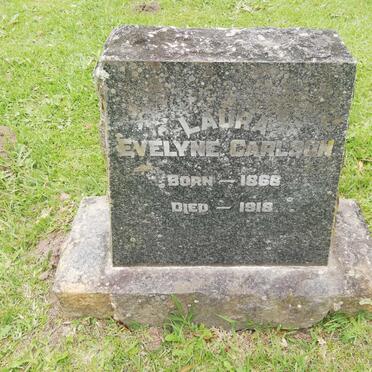 LAURA
EVELYNE CARLSON
BORN — 1868
DIED — 1918